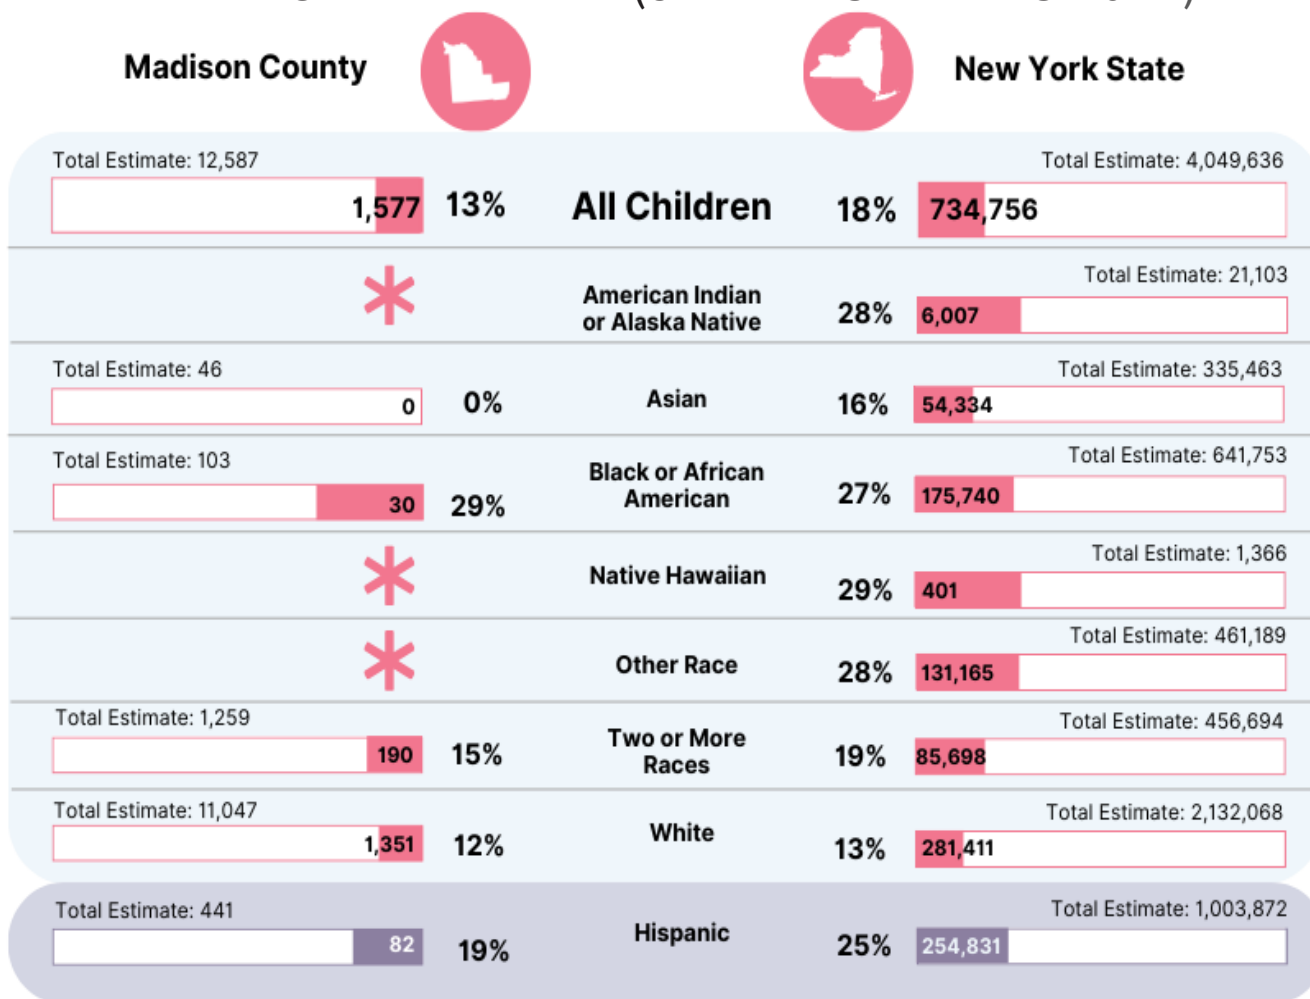 Madison County
New York State
Total Estimate: 12,587
Total Estimate: 4,049,636
1,577 13% All Children 18% 734,756
Total Estimate: 21,103
* American Indian
or Alaska Native 28% 6,007
Total Estimate: 46
Total Estimate: 335,463
0 0% Asian 16% 54,334
Total Estimate: 103
Total Estimate: 641,753
30 29% Black or African
American 27% 175,740
Total Estimate: 1,366
* Native Hawaiian 29% 401
Total Estimate: 461,189
* Other Race 28% 131,165
Total Estimate: 1,259
Total Estimate: 456,694
190 15% Two or More
Races 19% 85,698
Total Estimate: 11,047
Total Estimate: 2,132,068
1,351 12% White 13% 281,411
Total Estimate: 441
Total Estimate: 1,003,872
82 19% Hispanic 25% 254,831